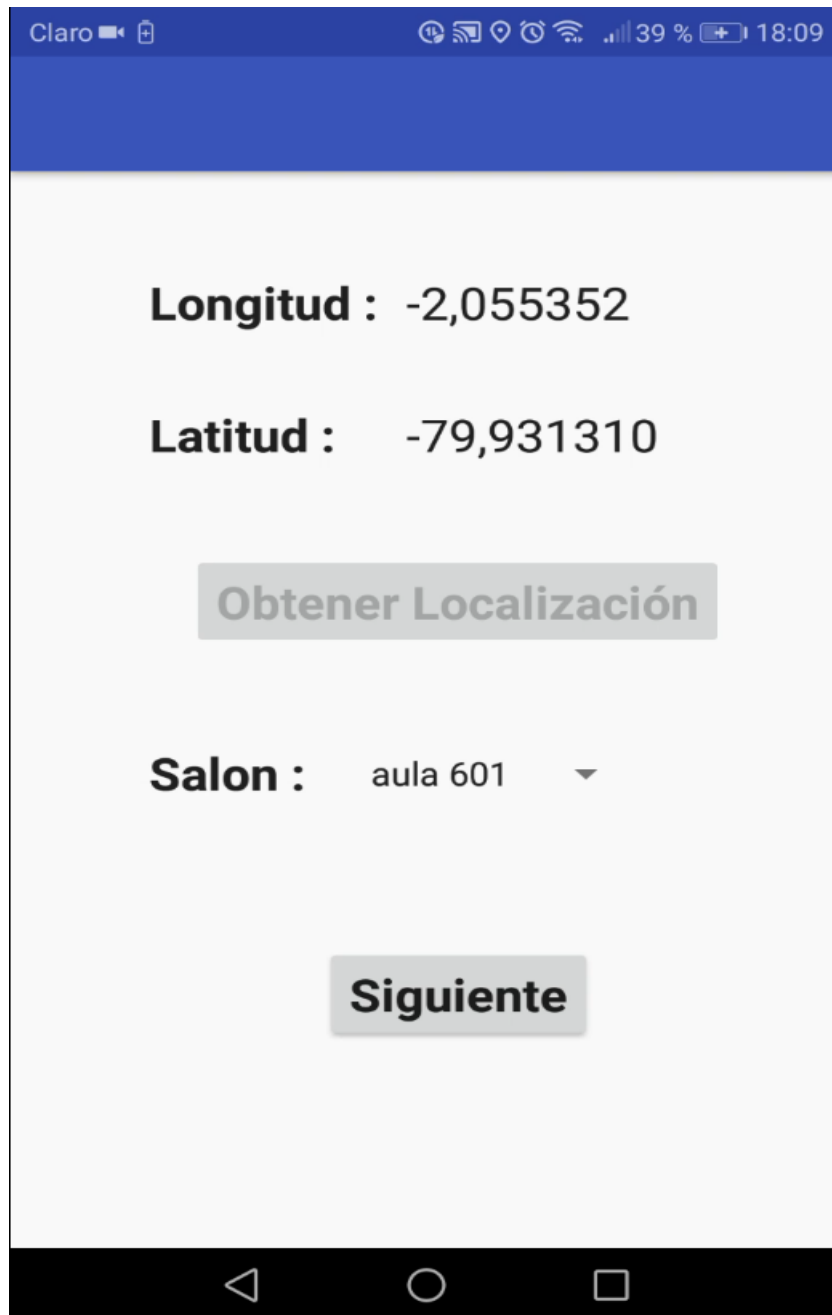 Claro 39 % 18:09
Longitud : -2,055352
Latitud : -79,931310
Obtener Localización
Salon : aula 601
Siguiente